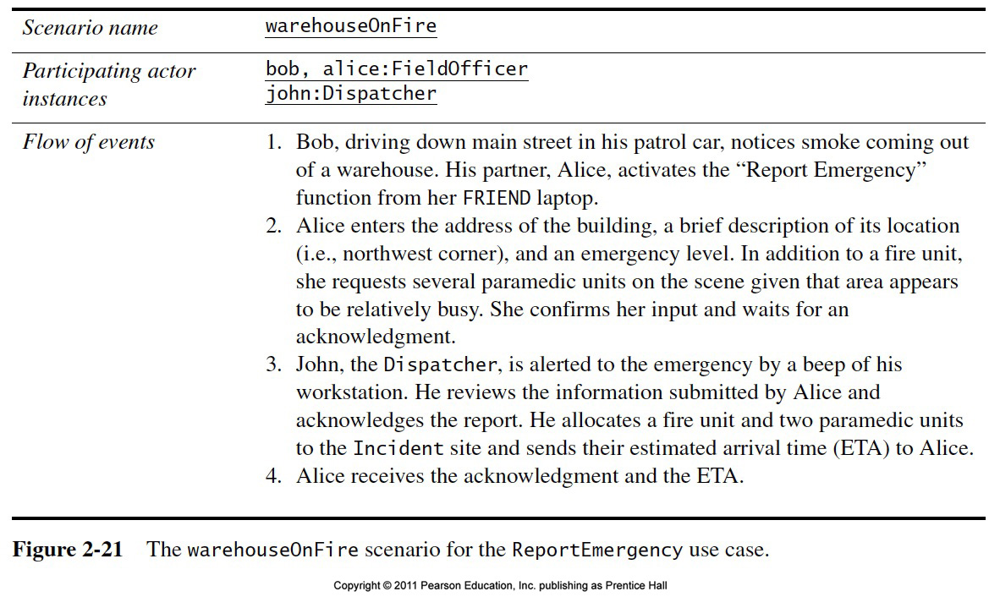 Scenario name warehouseOnFire
Participating actor bob, alice:FieldOfficer
instances john:Dispatcher
Flow of events 1. Bob, driving down main street in his patrol car, notices smoke coming out
of a warehouse. His partner, Alice, activates the “Report Emergency”
function from her FRIEND laptop.
2. Alice enters the address of the building, a brief description of its location
(i.e., northwest corner), and an emergency level. In addition to a fire unit,
she requests several paramedic units on the scene given that area appears
to be relatively busy. She confirms her input and waits for an
acknowledgment.
3. John, the Dispatcher, is alerted to the emergency by a beep of his
workstation. He reviews the information submitted by Alice and
acknowledges the report. He allocates a fire unit and two paramedic units
to the Incident site and sends their estimated arrival time (ETA) to Alice.
4. Alice receives the acknowledgment and the ETA.
Figure 2-21 The warehouseOnFire scenario for the ReportEmergency use case.
Copyright © 2011 Pearson Education, Inc. publishing as Prentice Hall